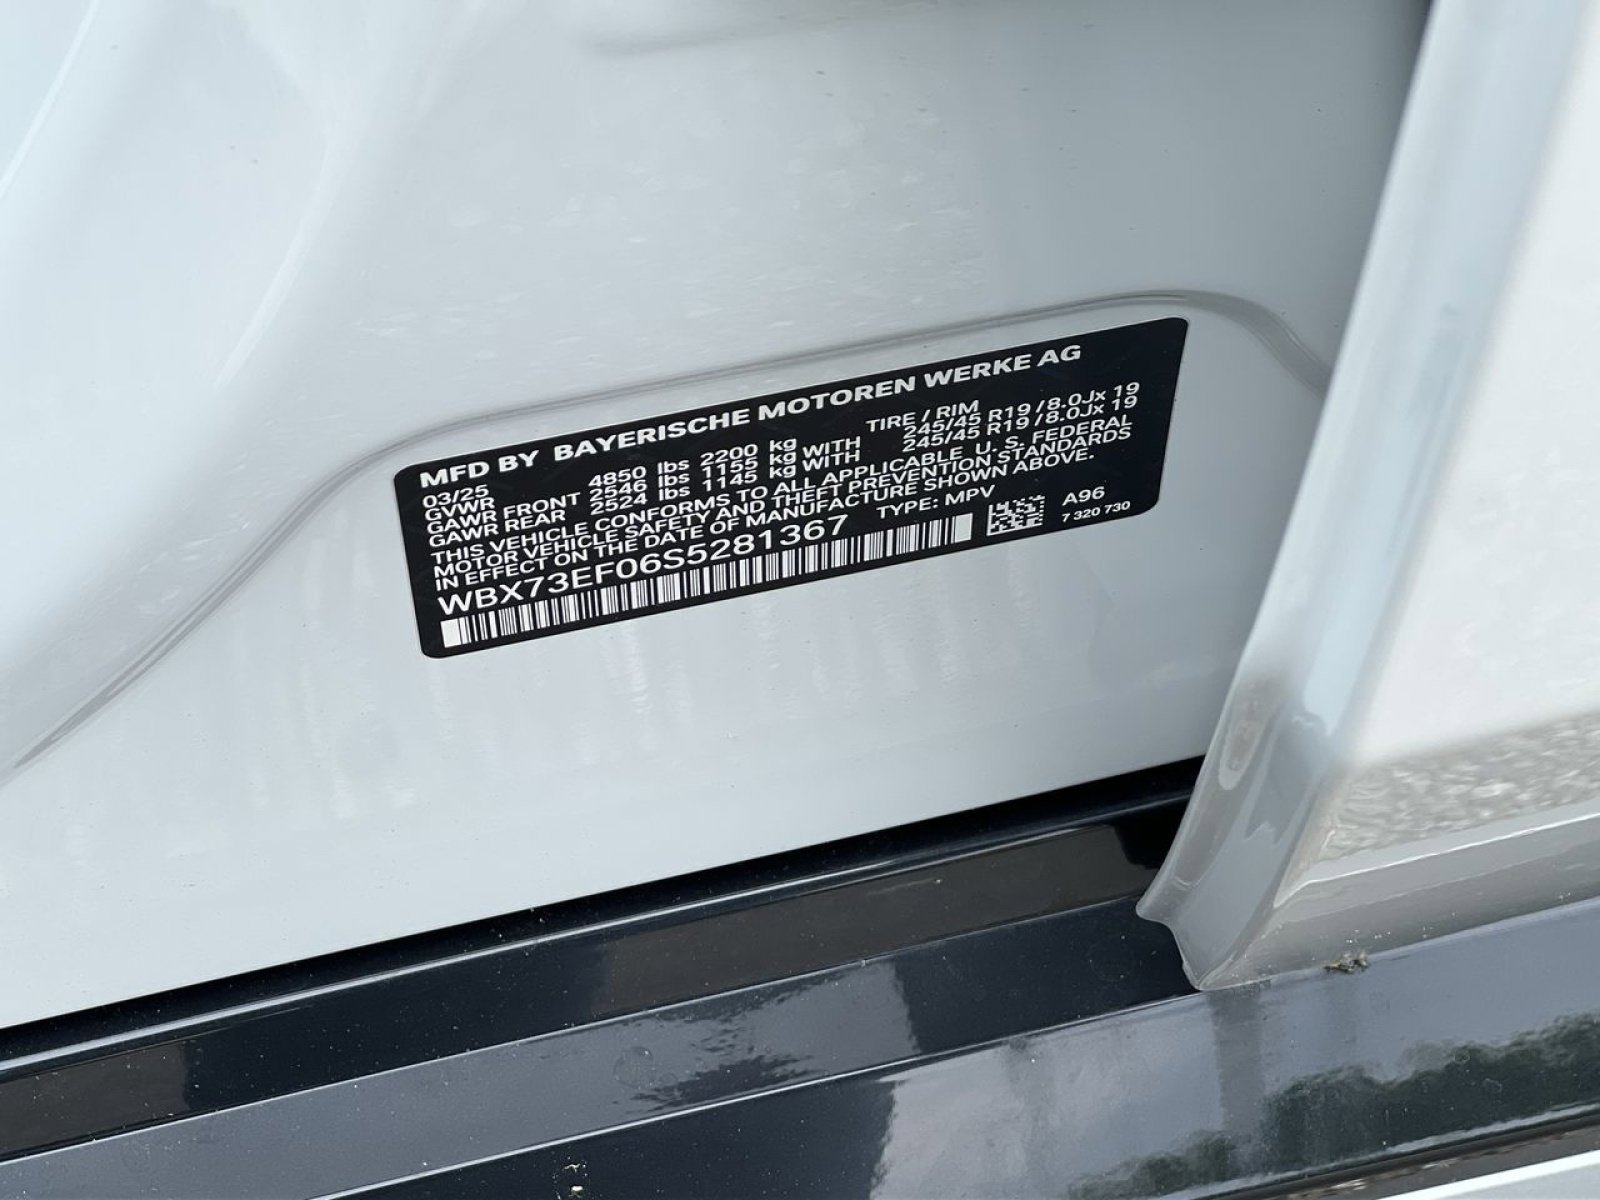 MFD BY BAYERISCHE MOTOREN WERKE AG
03/25
GVWR 4850 lbs 2200 kg TIRE / RIM
GAWR FRONT 2546 lbs 1155 kg WITH 245/45 R19 / 8.0Jx 19
GAWR REAR 2524 lbs 1145 kg WITH 245/45 R19 / 8.0Jx 19
THIS VEHICLE CONFORMS TO ALL APPLICABLE U. S. FEDERAL
MOTOR VEHICLE SAFETY AND THEFT PREVENTION STANDARDS
IN EFFECT ON THE DATE OF MANUFACTURE SHOWN ABOVE.
WBX73EF06S5281367 TYPE: MPV A96
7 320 730